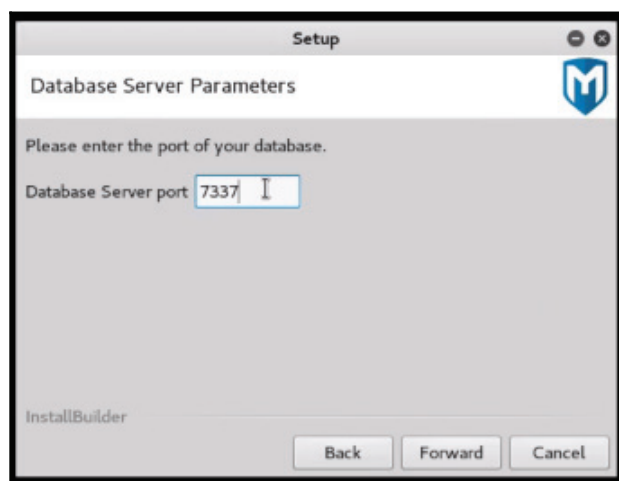 Setup
Database Server Parameters
Please enter the port of your database.
Database Server port 7337
InstallBuilder
Back Forward Cancel